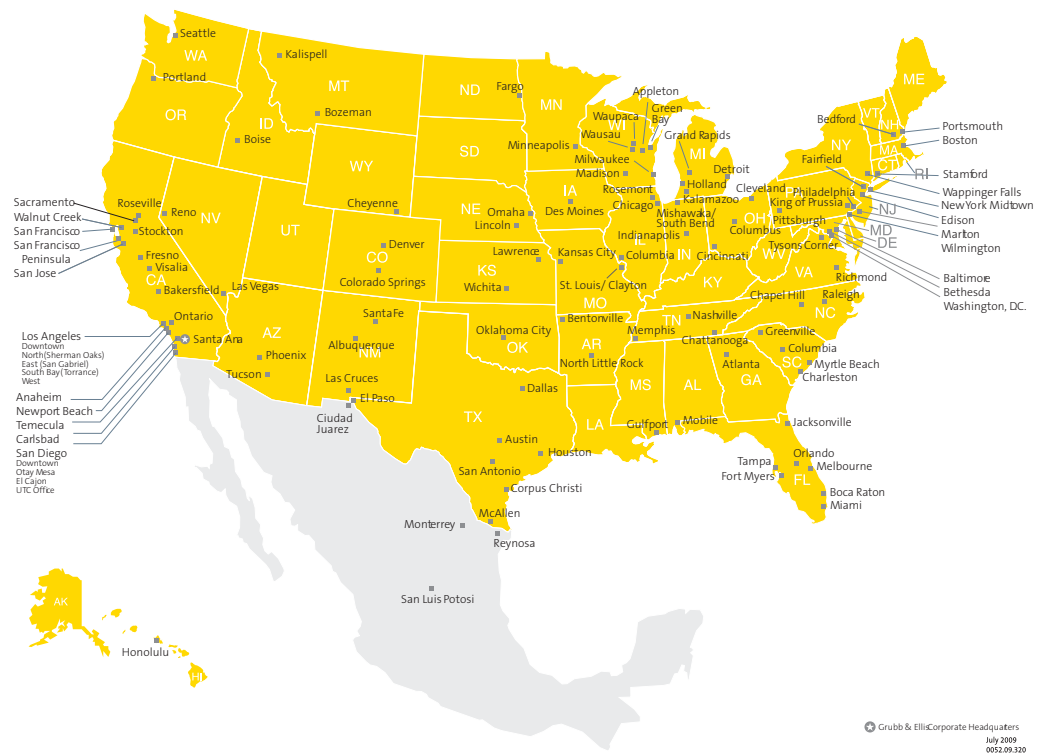 Seattle
WA
Kalispell
Portland
MT
ND
Fargo
MN
ME
OR
ID
Bozeman
Boise
Appleton
Green
Bay
Waupaca
WI
Wausau
Grand Rapids
MI
Minneapolis
Milwaukee
Madison
Detroit
VT
NH
Bedford
Portsmouth
Boston
NY
MA
CT
RI
Fairfield
Stamford
WY
SD
Rosemont
Chicago
Holland
Kalamazoo
Cleveland
Philadelphia
King of Prussia
Pittsburgh
PA
NJ
Wappinger Falls
New York Midtown
Edison
Marlton
Wilmington
Sacramento
Walnut Creek
San Francisco
San Francisco
Peninsula
San Jose
Roseville
Reno
Stockton
NV
Fresno
Visalia
CA
Bakersfield
Las Vegas
UT
Cheyenne
Denver
CO
Colorado Springs
NE
Omaha
Lincoln
IA
Des Moines
Mishawaka/
South Bend
Indianapolis
IL
IN
OH
Columbus
Cincinnati
MD
DE
Tysons Corner
WV
VA
Richmond
Baltimore
Bethesda
Washington, DC.
Lawrence
Kansas City
KS
Wichita
Columbia
St. Louis/ Clayton
MO
KY
Chapel Hill
Raleigh
NC
Ontario
Los Angeles
Downtown
North(Sherman Oaks)
East (San Gabriel)
South Bay(Torrance)
West
Santa Ana
Anaheim
Newport Beach
Temecula
Carlsbad
San Diego
Downtown
Otay Mesa
El Cajon
UTC Office
AZ
Phoenix
Tucson
Santa Fe
Albuquerque
NM
Las Cruces
El Paso
Ciudad
Juarez
Oklahoma City
OK
Bentonville
AR
North Little Rock
Memphis
TN
Nashville
Chattanooga
Greenville
Columbia
SC
Myrtle Beach
Charleston
Atlanta
GA
MS
AL
LA
Gulfport
Mobile
TX
Dallas
Austin
Houston
San Antonio
Corpus Christi
McAllen
Monterrey
Reynosa
San Luis Potosi
Jacksonville
Orlando
Tampa
Melbourne
Fort Myers
FL
Boca Raton
Miami
AK
Honolulu
HI
Grubb & Ellis Corporate Headquarters
July 2009
0052.09.320